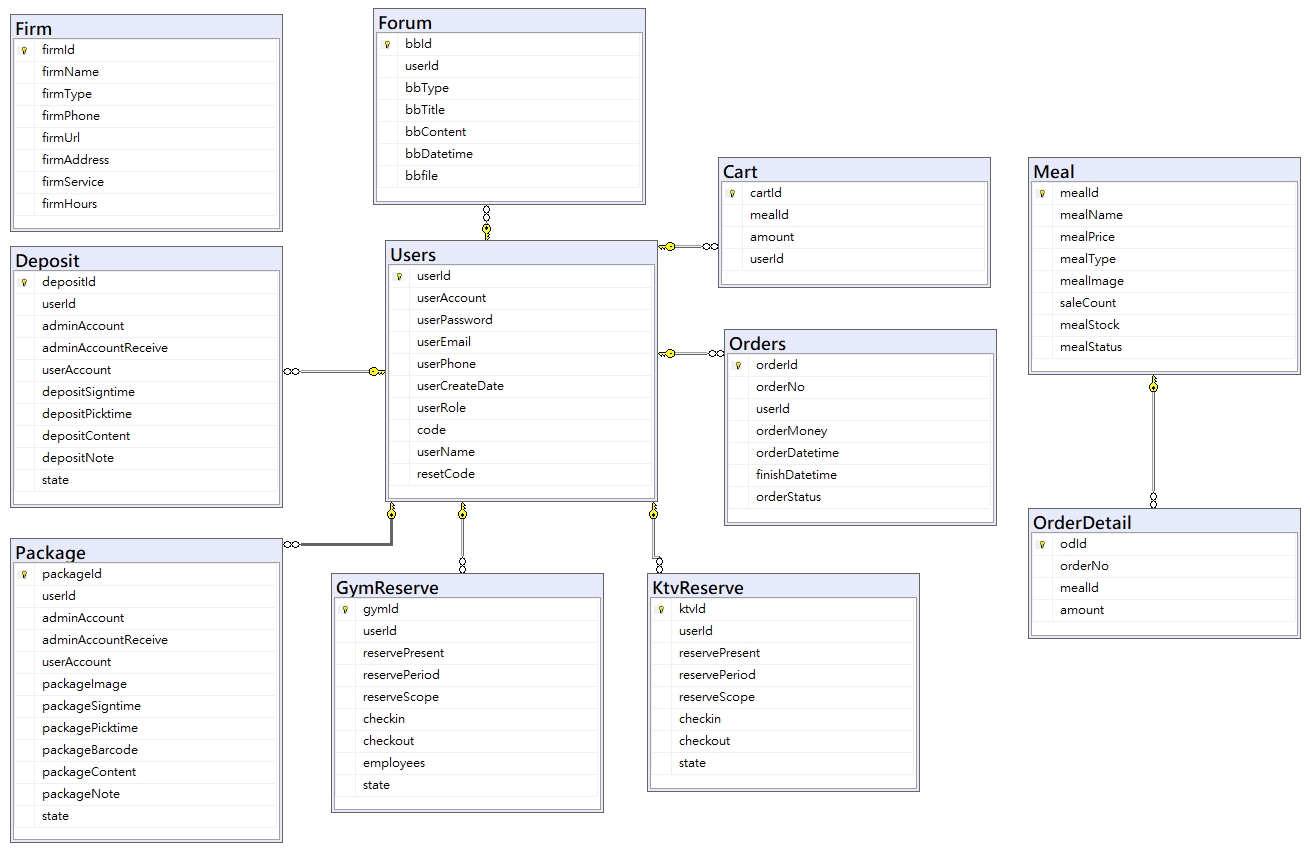 Firm
firmId
firmName
firmType
firmPhone
firmUrl
firmAddress
firmService
firmHours
Forum
bbId
userId
bbType
bbTitle
bbContent
bbDatetime
bbfile
Cart
cartId
mealId
amount
userId
Meal
mealId
mealName
mealPrice
mealType
mealImage
saleCount
mealStock
mealStatus
Deposit
depositId
userId
adminAccount
adminAccountReceive
userAccount
depositSigntime
depositPicktime
depositContent
depositNote
state
Users
userId
userAccount
userPassword
userEmail
userPhone
userCreateDate
userRole
code
userName
resetCode
Orders
orderId
orderNo
userId
orderMoney
orderDatetime
finishDatetime
orderStatus
OrderDetail
odId
orderNo
mealId
amount
Package
packageId
userId
adminAccount
adminAccountReceive
userAccount
packageImage
packageSigntime
packagePicktime
packageBarcode
packageContent
packageNote
state
GymReserve
gymId
userId
reservePresent
reservePeriod
reserveScope
checkin
checkout
employees
state
KtvReserve
ktvId
userId
reservePresent
reservePeriod
reserveScope
checkin
checkout
state